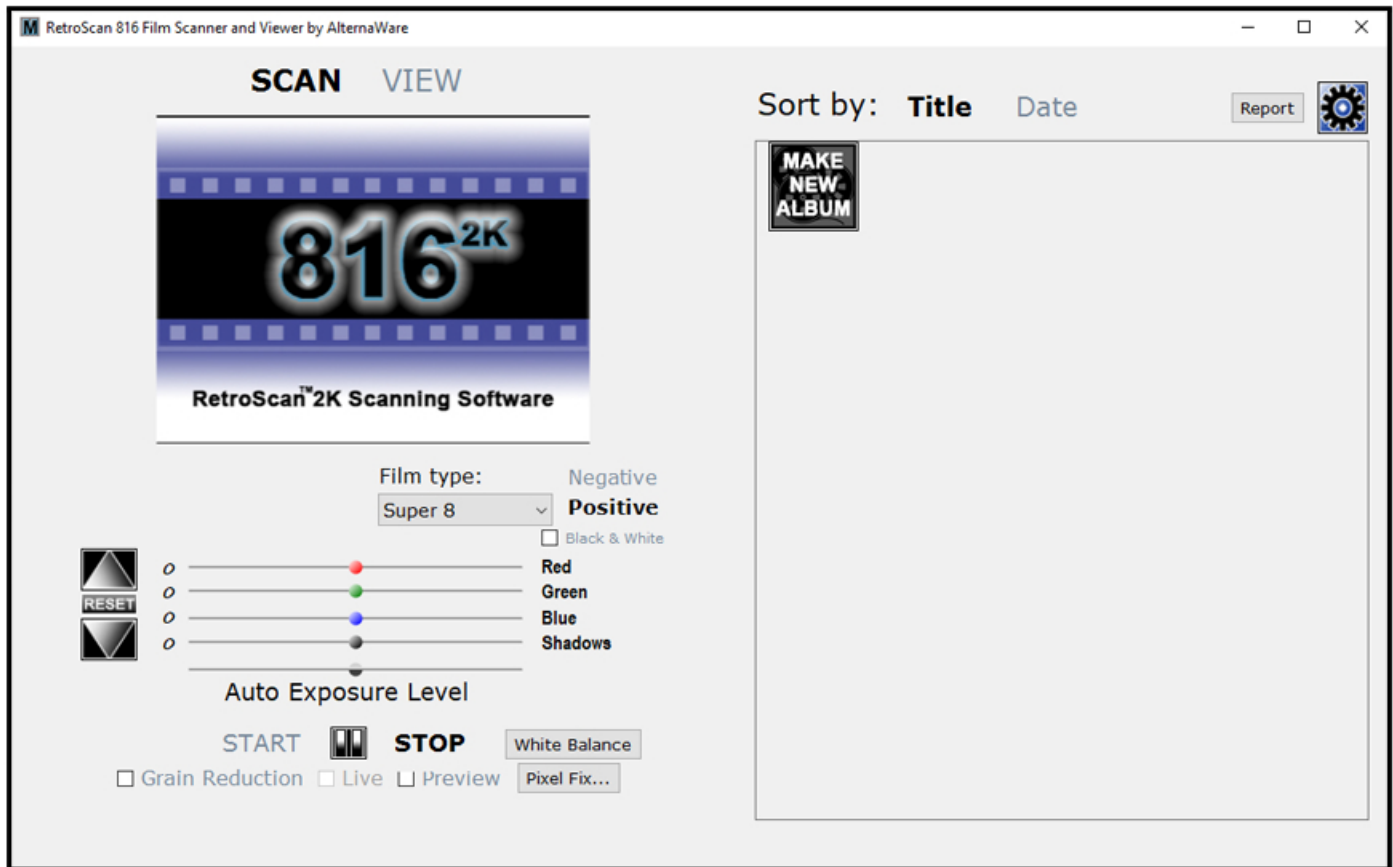 RetroScan 816 Film Scanner and Viewer by AlternaWare
SCAN VIEW
816 2K
RetroScan™2K Scanning Software
Film type:
Super 8
Negative
Positive
Black & White
RESET
0 Red
0 Green
0 Blue
0 Shadows
Auto Exposure Level
START STOP White Balance
Grain Reduction Live Preview Pixel Fix...
Sort by: Title Date Report
MAKE
NEW
ALBUM